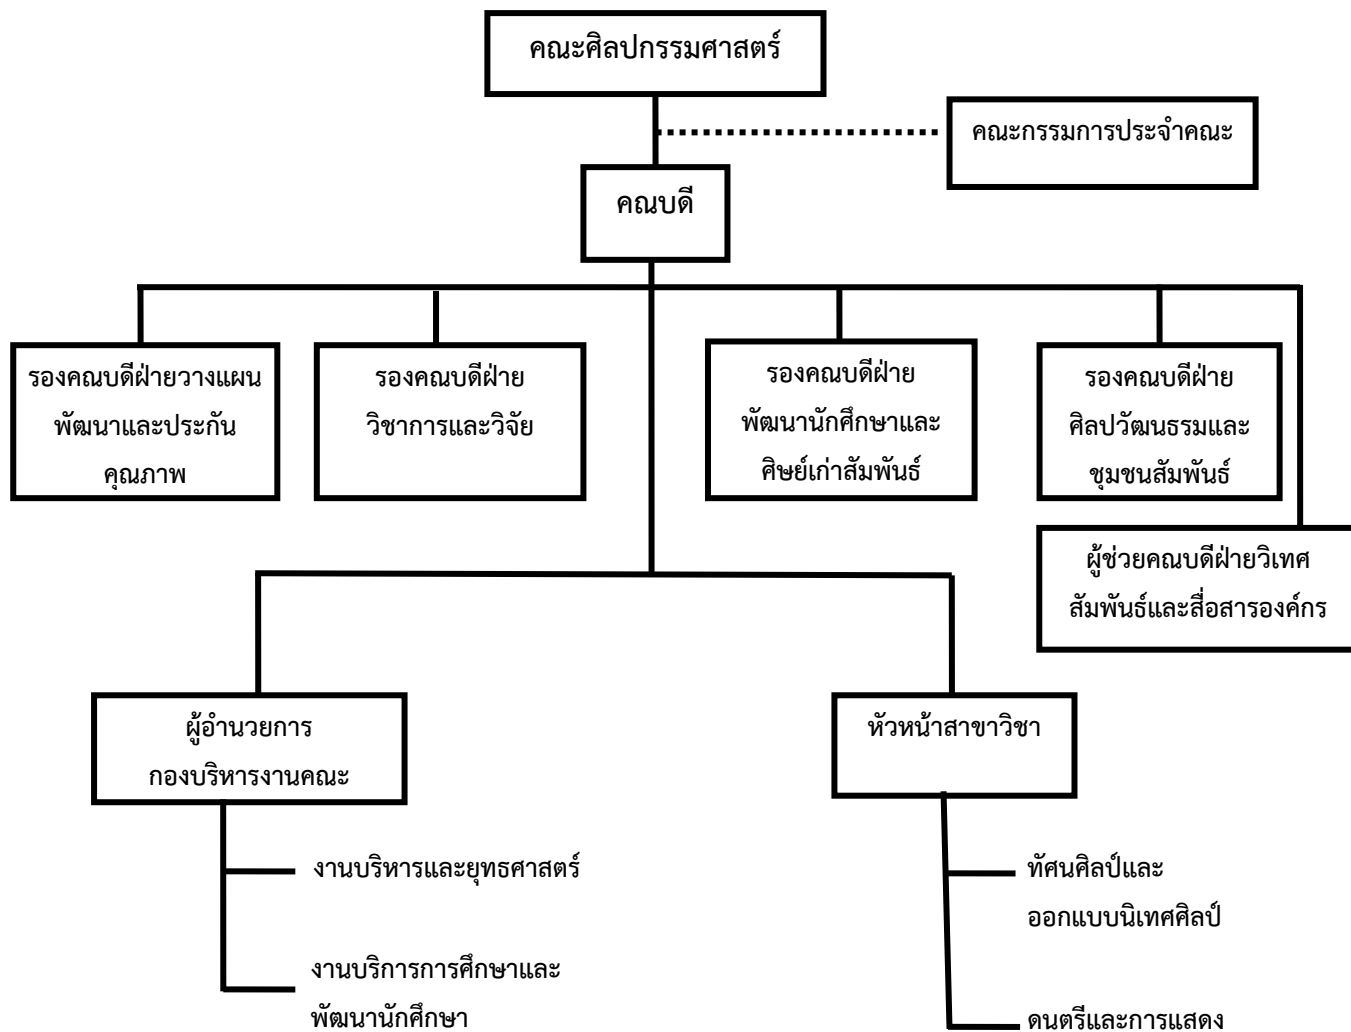 คณะศิลปกรรมศาสตร์
คณะกรรมการประจำคณะ
คณบดี
รองคณบดีฝ่ายวางแผน
พัฒนาและประกัน
คุณภาพ
รองคณบดีฝ่าย
วิชาการและวิจัย
รองคณบดีฝ่าย
พัฒนานักศึกษาและ
ศิษย์เก่าสัมพันธ์
รองคณบดีฝ่าย
ศิลปวัฒนธรรมและ
ชุมชนสัมพันธ์
ผู้ช่วยคณบดีฝ่ายวิเทศ
สัมพันธ์และสื่อสารองค์กร
ผู้อำนวยการ
กองบริหารงานคณะ
งานบริหารและยุทธศาสตร์
งานบริการการศึกษาและ
พัฒนานักศึกษา
หัวหน้าสาขาวิชา
ทัศนศิลป์และ
ออกแบบนิเทศศิลป์
ดนตรีและการแสดง